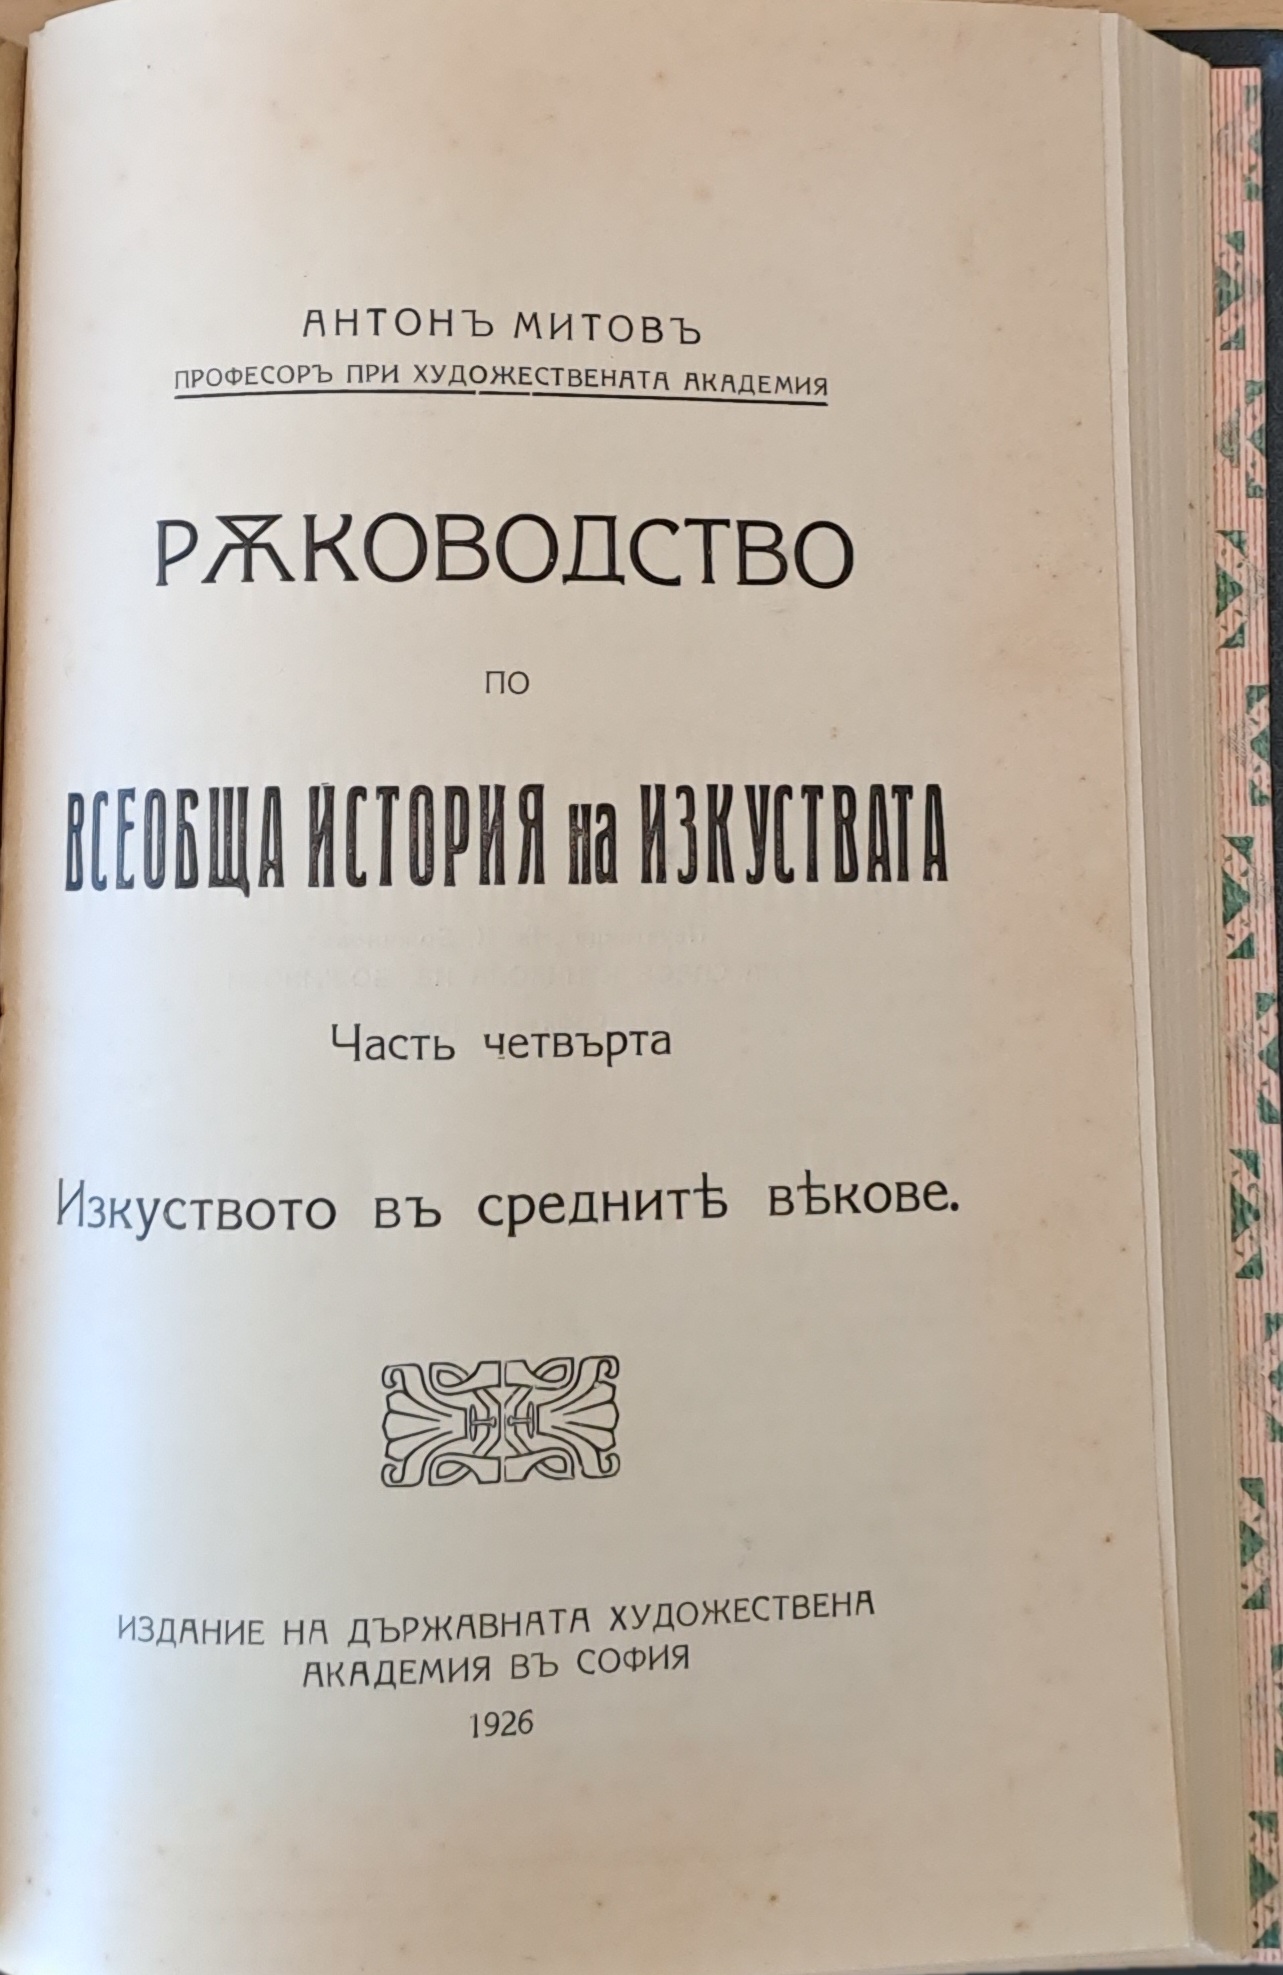 АНТОНЪ МИТОВЪ
ПРОФЕСОРЪ ПРИ ХУДОЖЕСТВЕНАТА АКАДЕМИЯ
РѪКОВОДСТВО
ПО
ВСЕОБЩА ИСТОРИЯ на ИЗКУСТВАТА
Часть четвърта
Изкуството въ среднитѣ вѣкове.
ИЗДАНИЕ НА ДЪРЖАВНАТА ХУДОЖЕСТВЕНА
АКАДЕМИЯ ВЪ СОФИЯ
1926